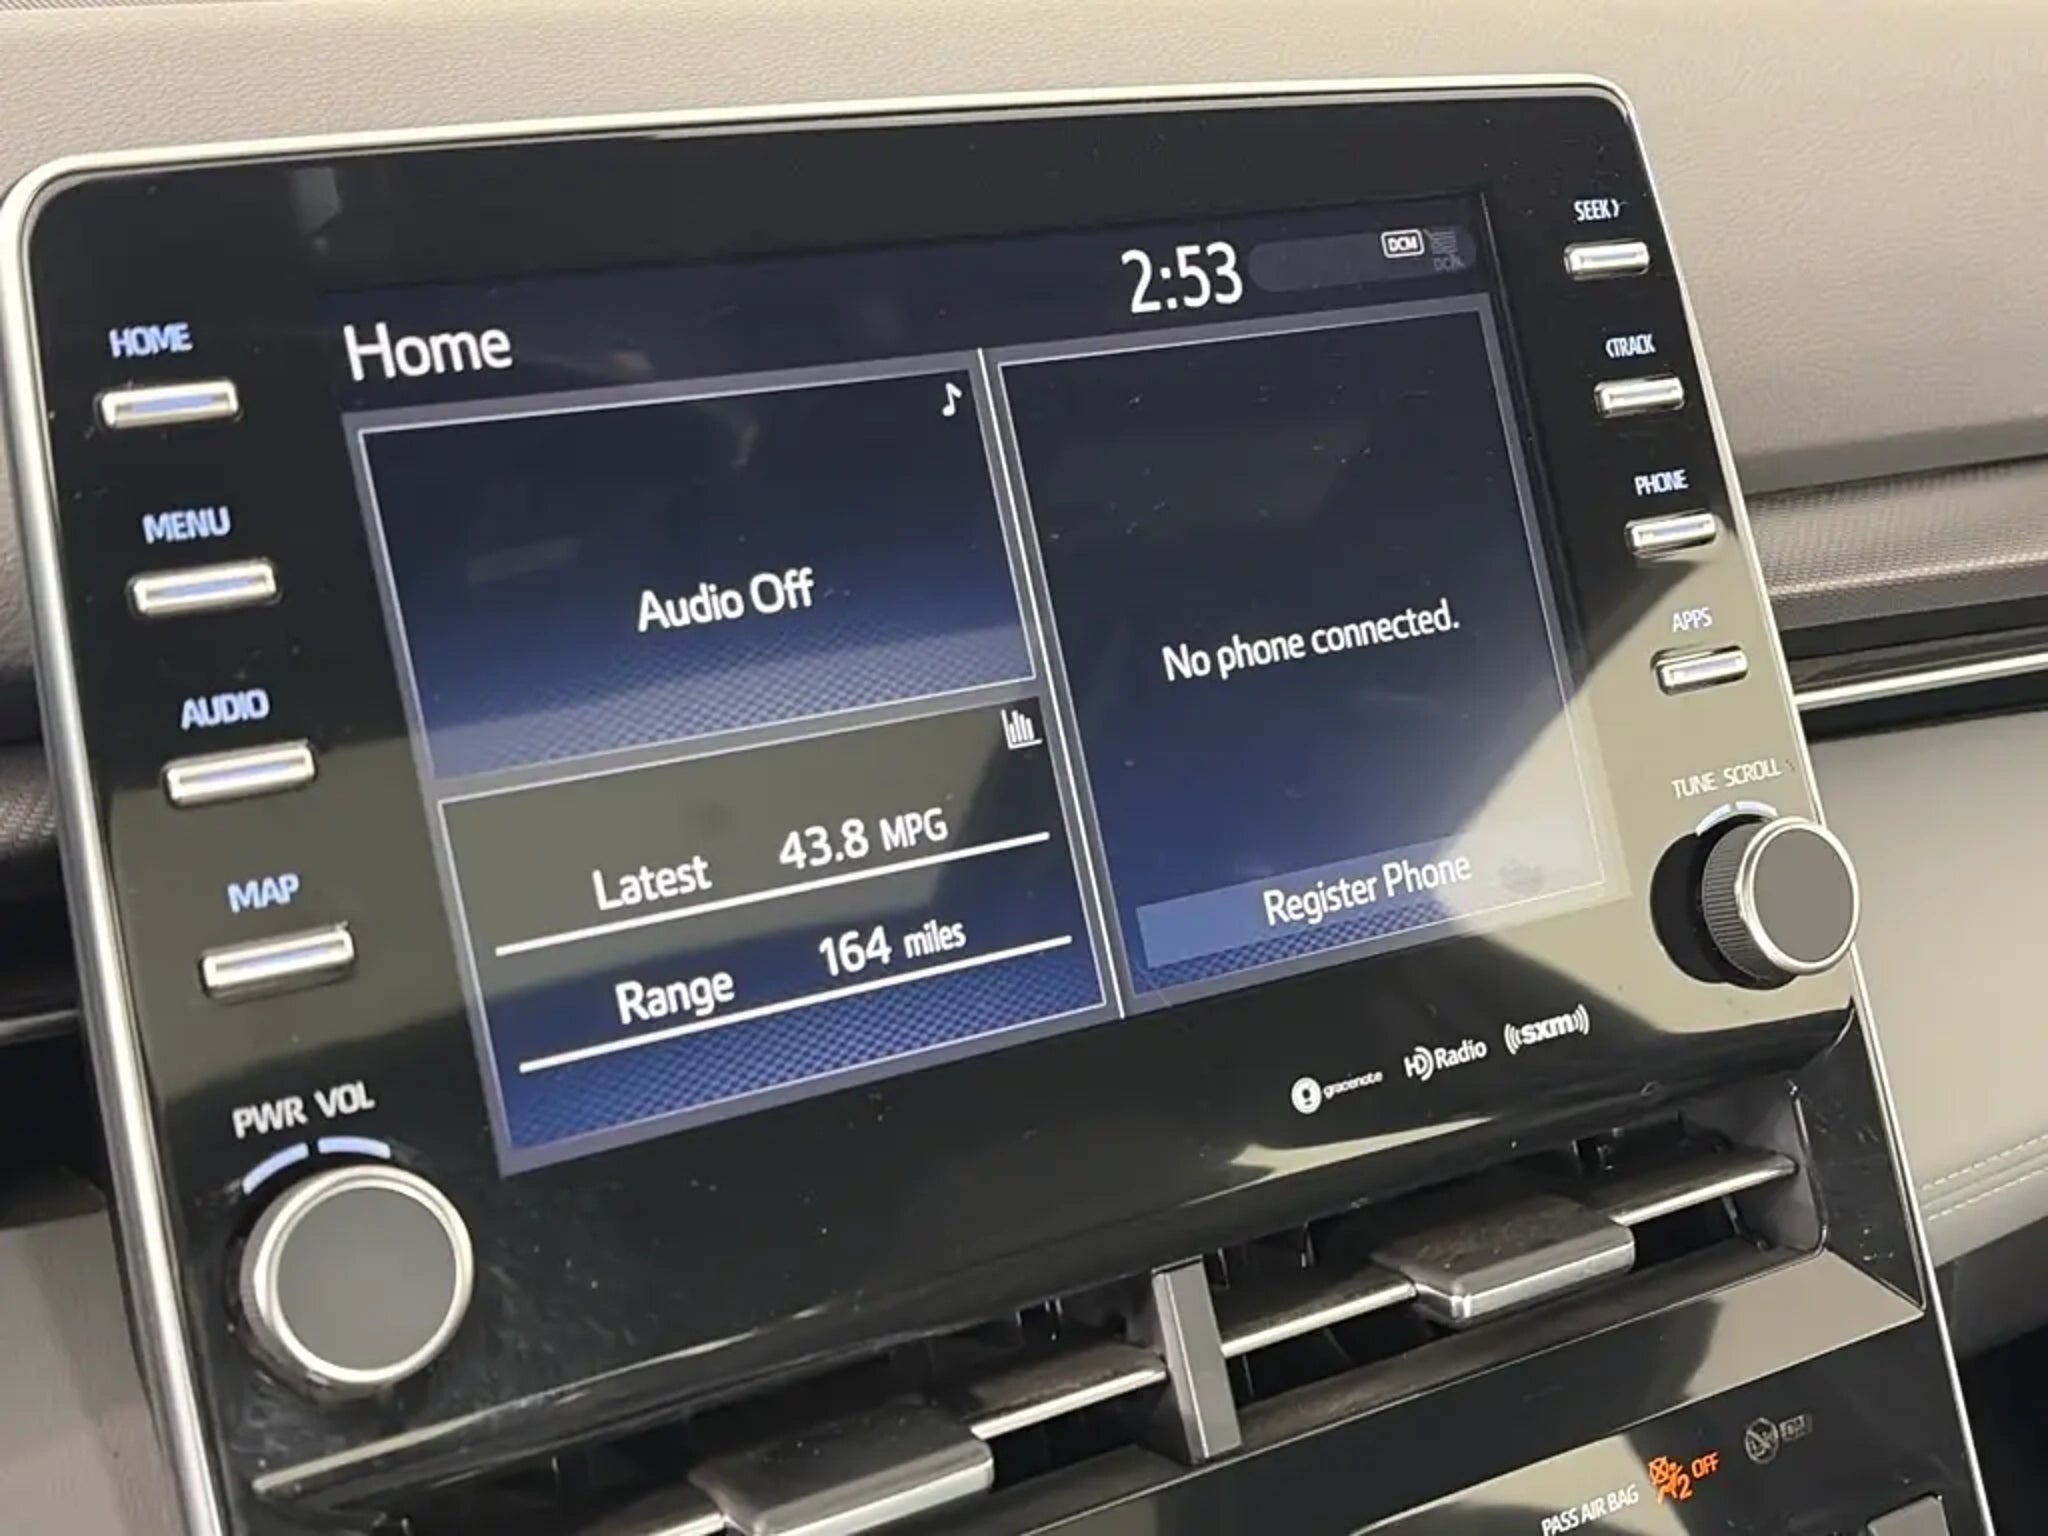 HOME
MENU
AUDIO
MAP
PWR VOL
Home
2:53
DCM
DCM
Audio Off
Latest 43.8 MPG
Range 164 miles
No phone connected.
Register Phone
SEEK>
<TRACK
PHONE
APPS
TUNE SCROLL
gracenote
HD Radio
((sxm))
PASS AIR BAG
2 OFF